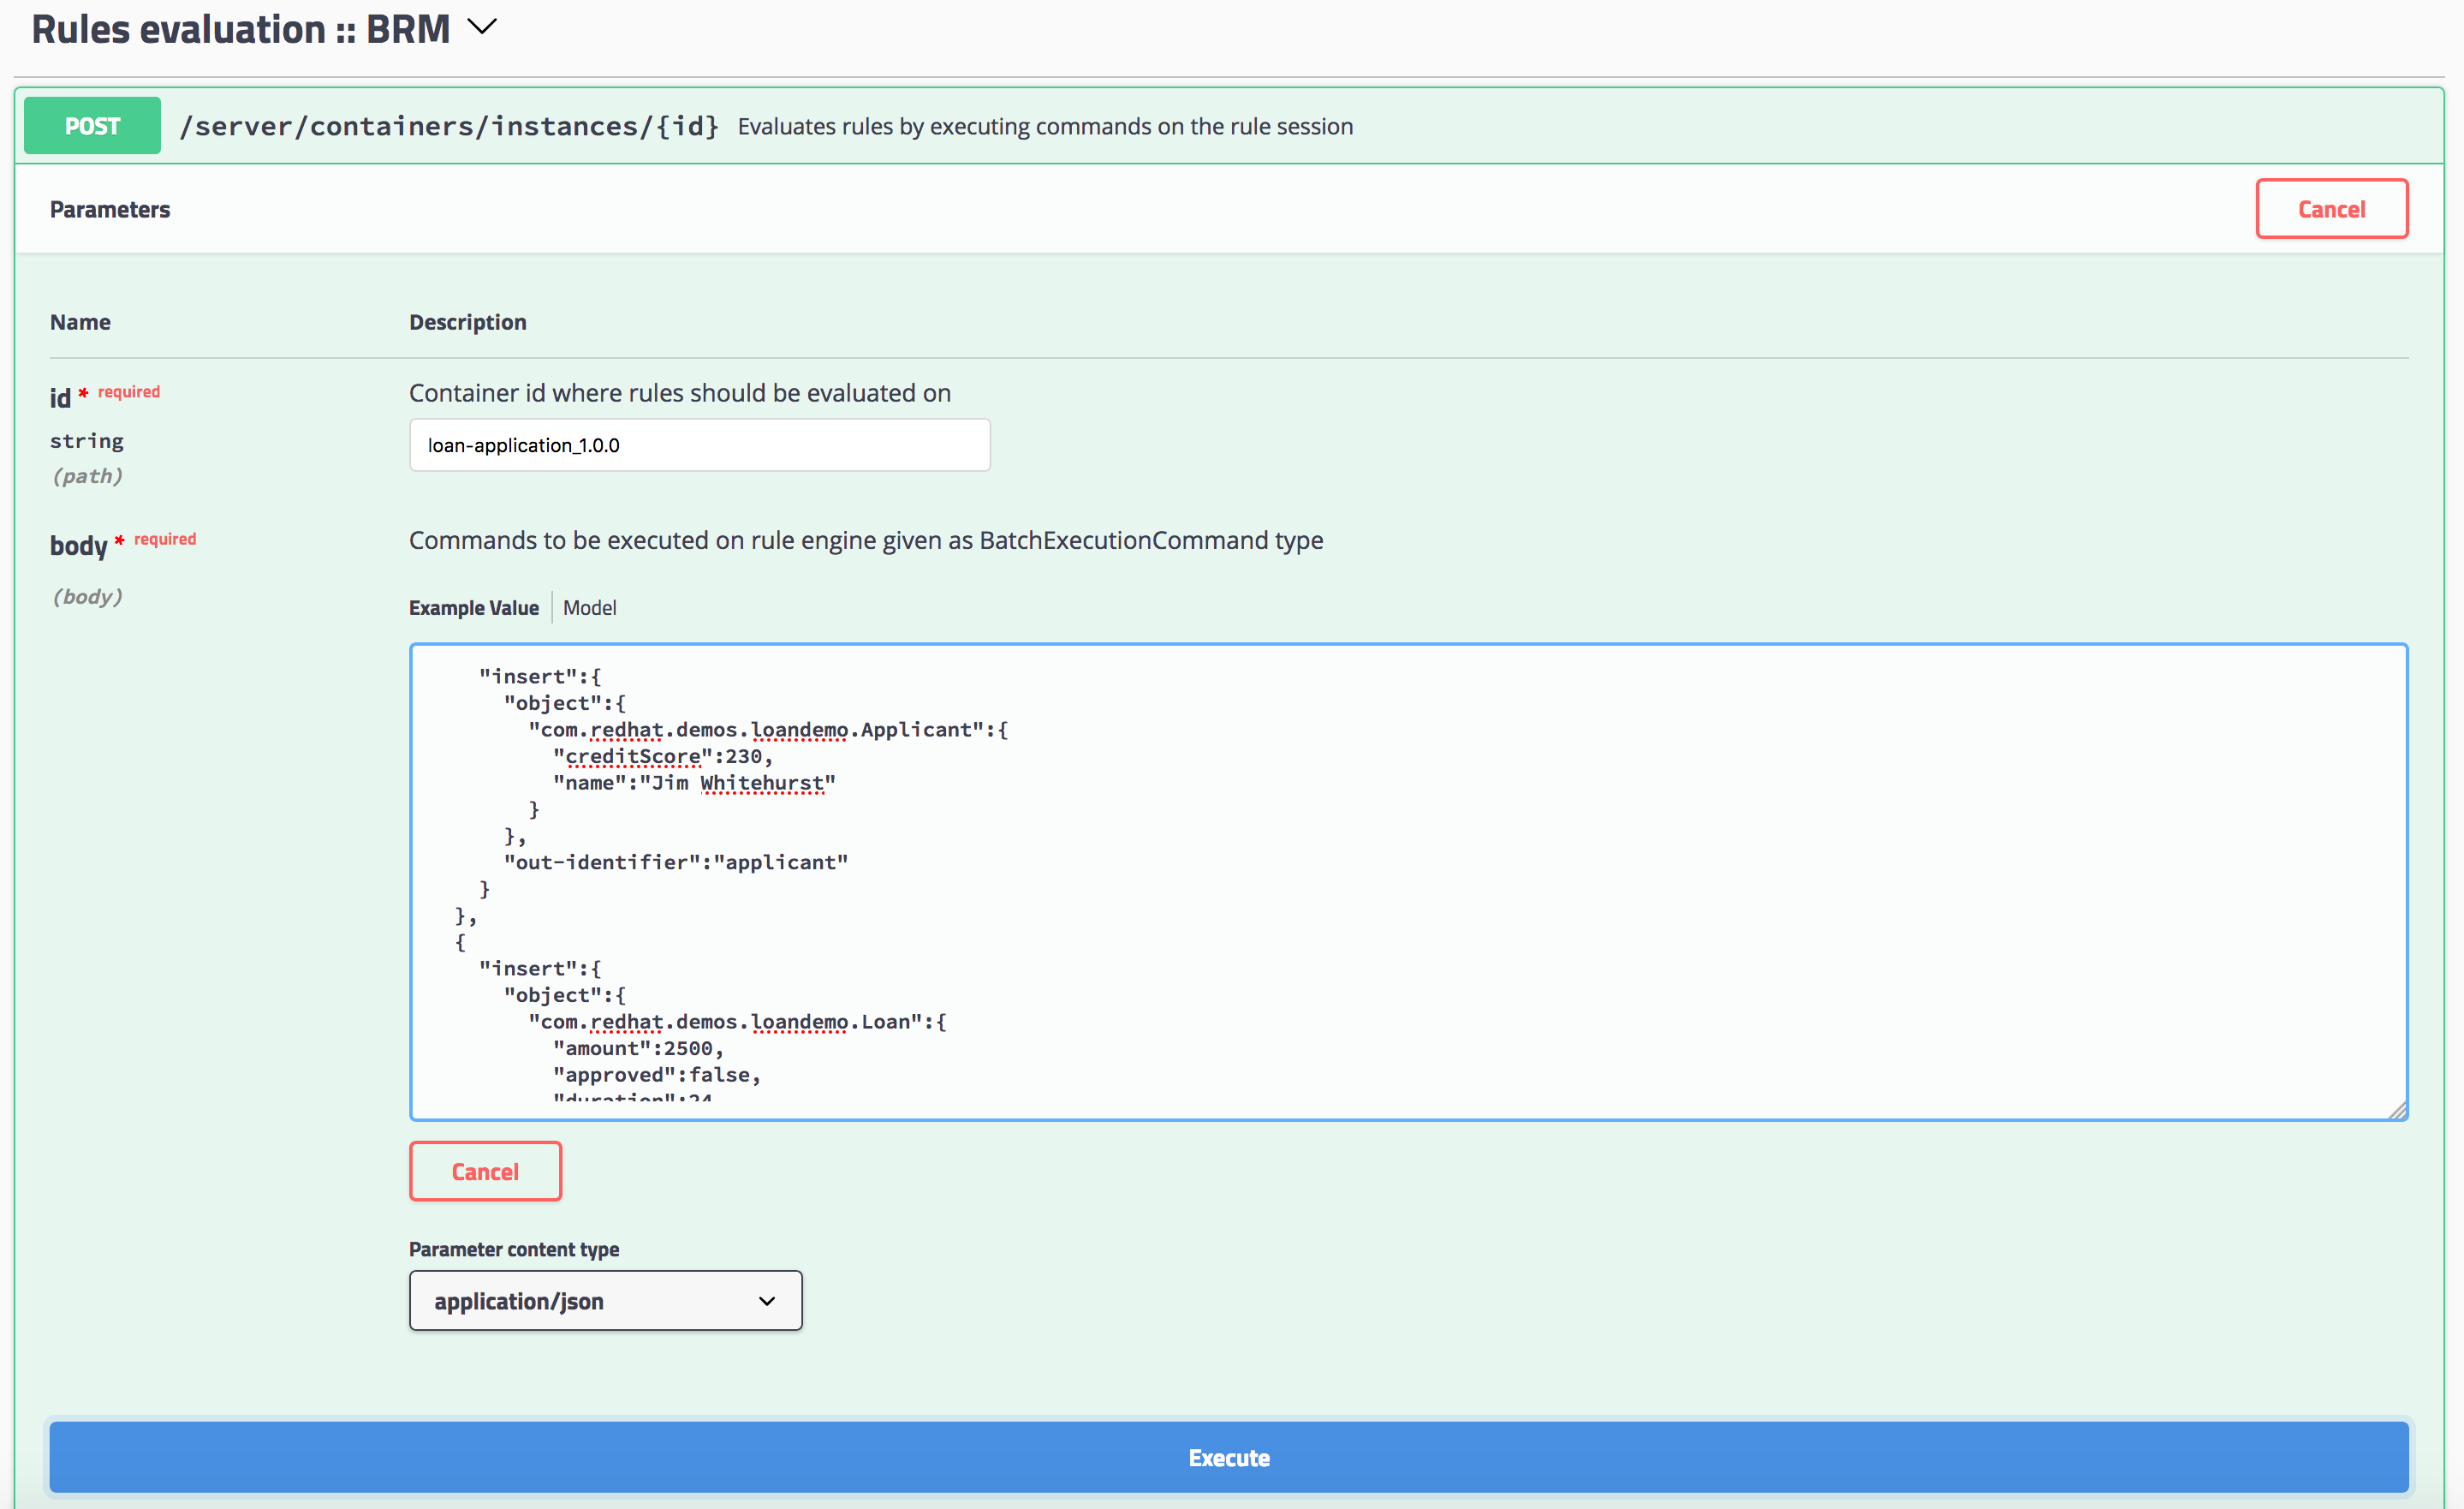 Rules evaluation :: BRM
POST /server/containers/instances/{id} Evaluates rules by executing commands on the rule session
Parameters Cancel
Name Description
id * required Container id where rules should be evaluated on
string loan-application_1.0.0
(path)
body * required Commands to be executed on rule engine given as BatchExecutionCommand type
(body)
Example Value Model
"insert":{
"object":{
"com.redhat.demos.loandemo.Applicant":{
"creditScore":230,
"name":"Jim Whitehurst"
}
},
"out-identifier":"applicant"
}
},
{
"insert":{
"object":{
"com.redhat.demos.loandemo.Loan":{
"amount":2500,
"approved":false,
"duration":24
Cancel
Parameter content type
application/json
Execute